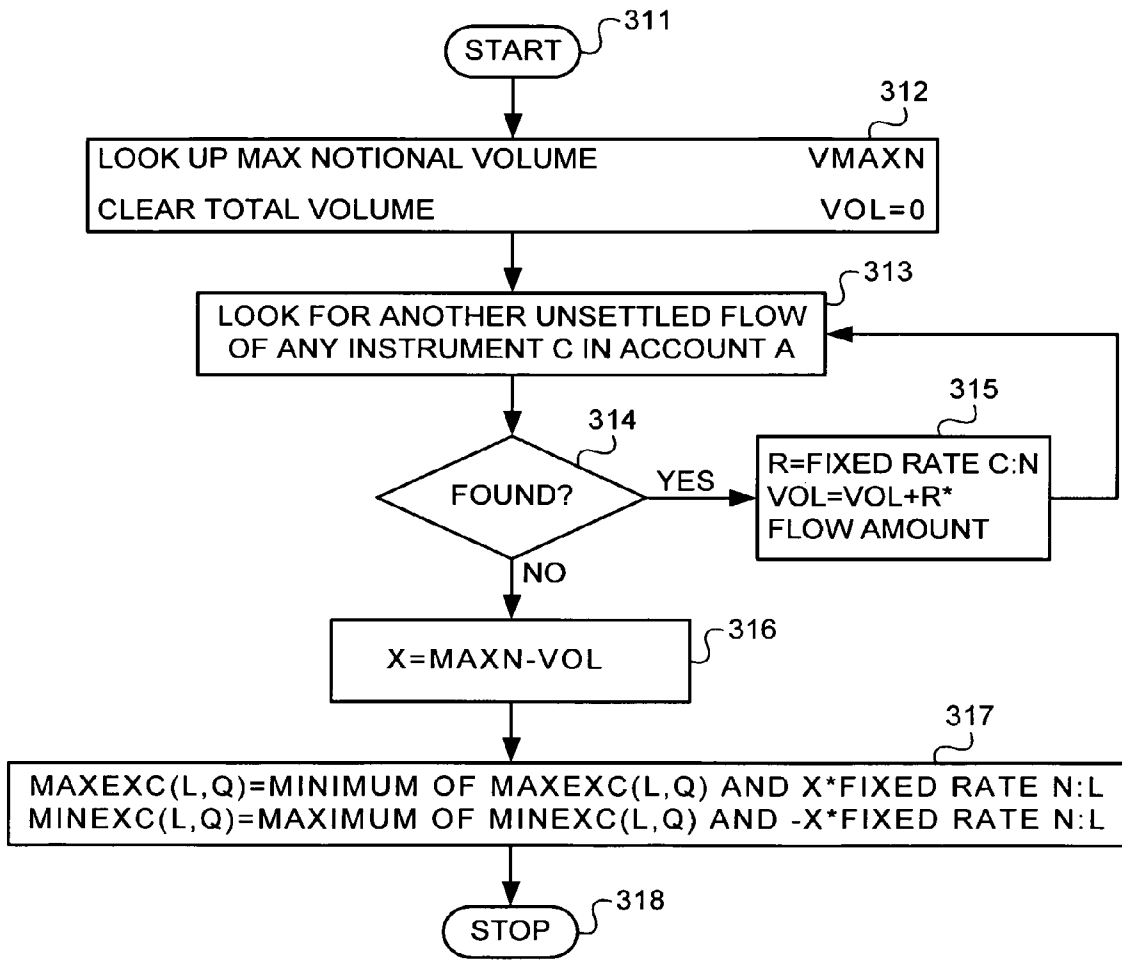 311
START
312
LOOK UP MAX NOTIONAL VOLUME VMAXN
CLEAR TOTAL VOLUME VOL=0
313
LOOK FOR ANOTHER UNSETTLED FLOW
OF ANY INSTRUMENT C IN ACCOUNT A
314
FOUND?
YES
315
R=FIXED RATE C:N
VOL=VOL+R*
FLOW AMOUNT
NO
316
X=MAXN-VOL
317
MAXEXC(L,Q)=MINIMUM OF MAXEXC(L,Q) AND X*FIXED RATE N:L
MINEXC(L,Q)=MAXIMUM OF MINEXC(L,Q) AND -X*FIXED RATE N:L
318
STOP